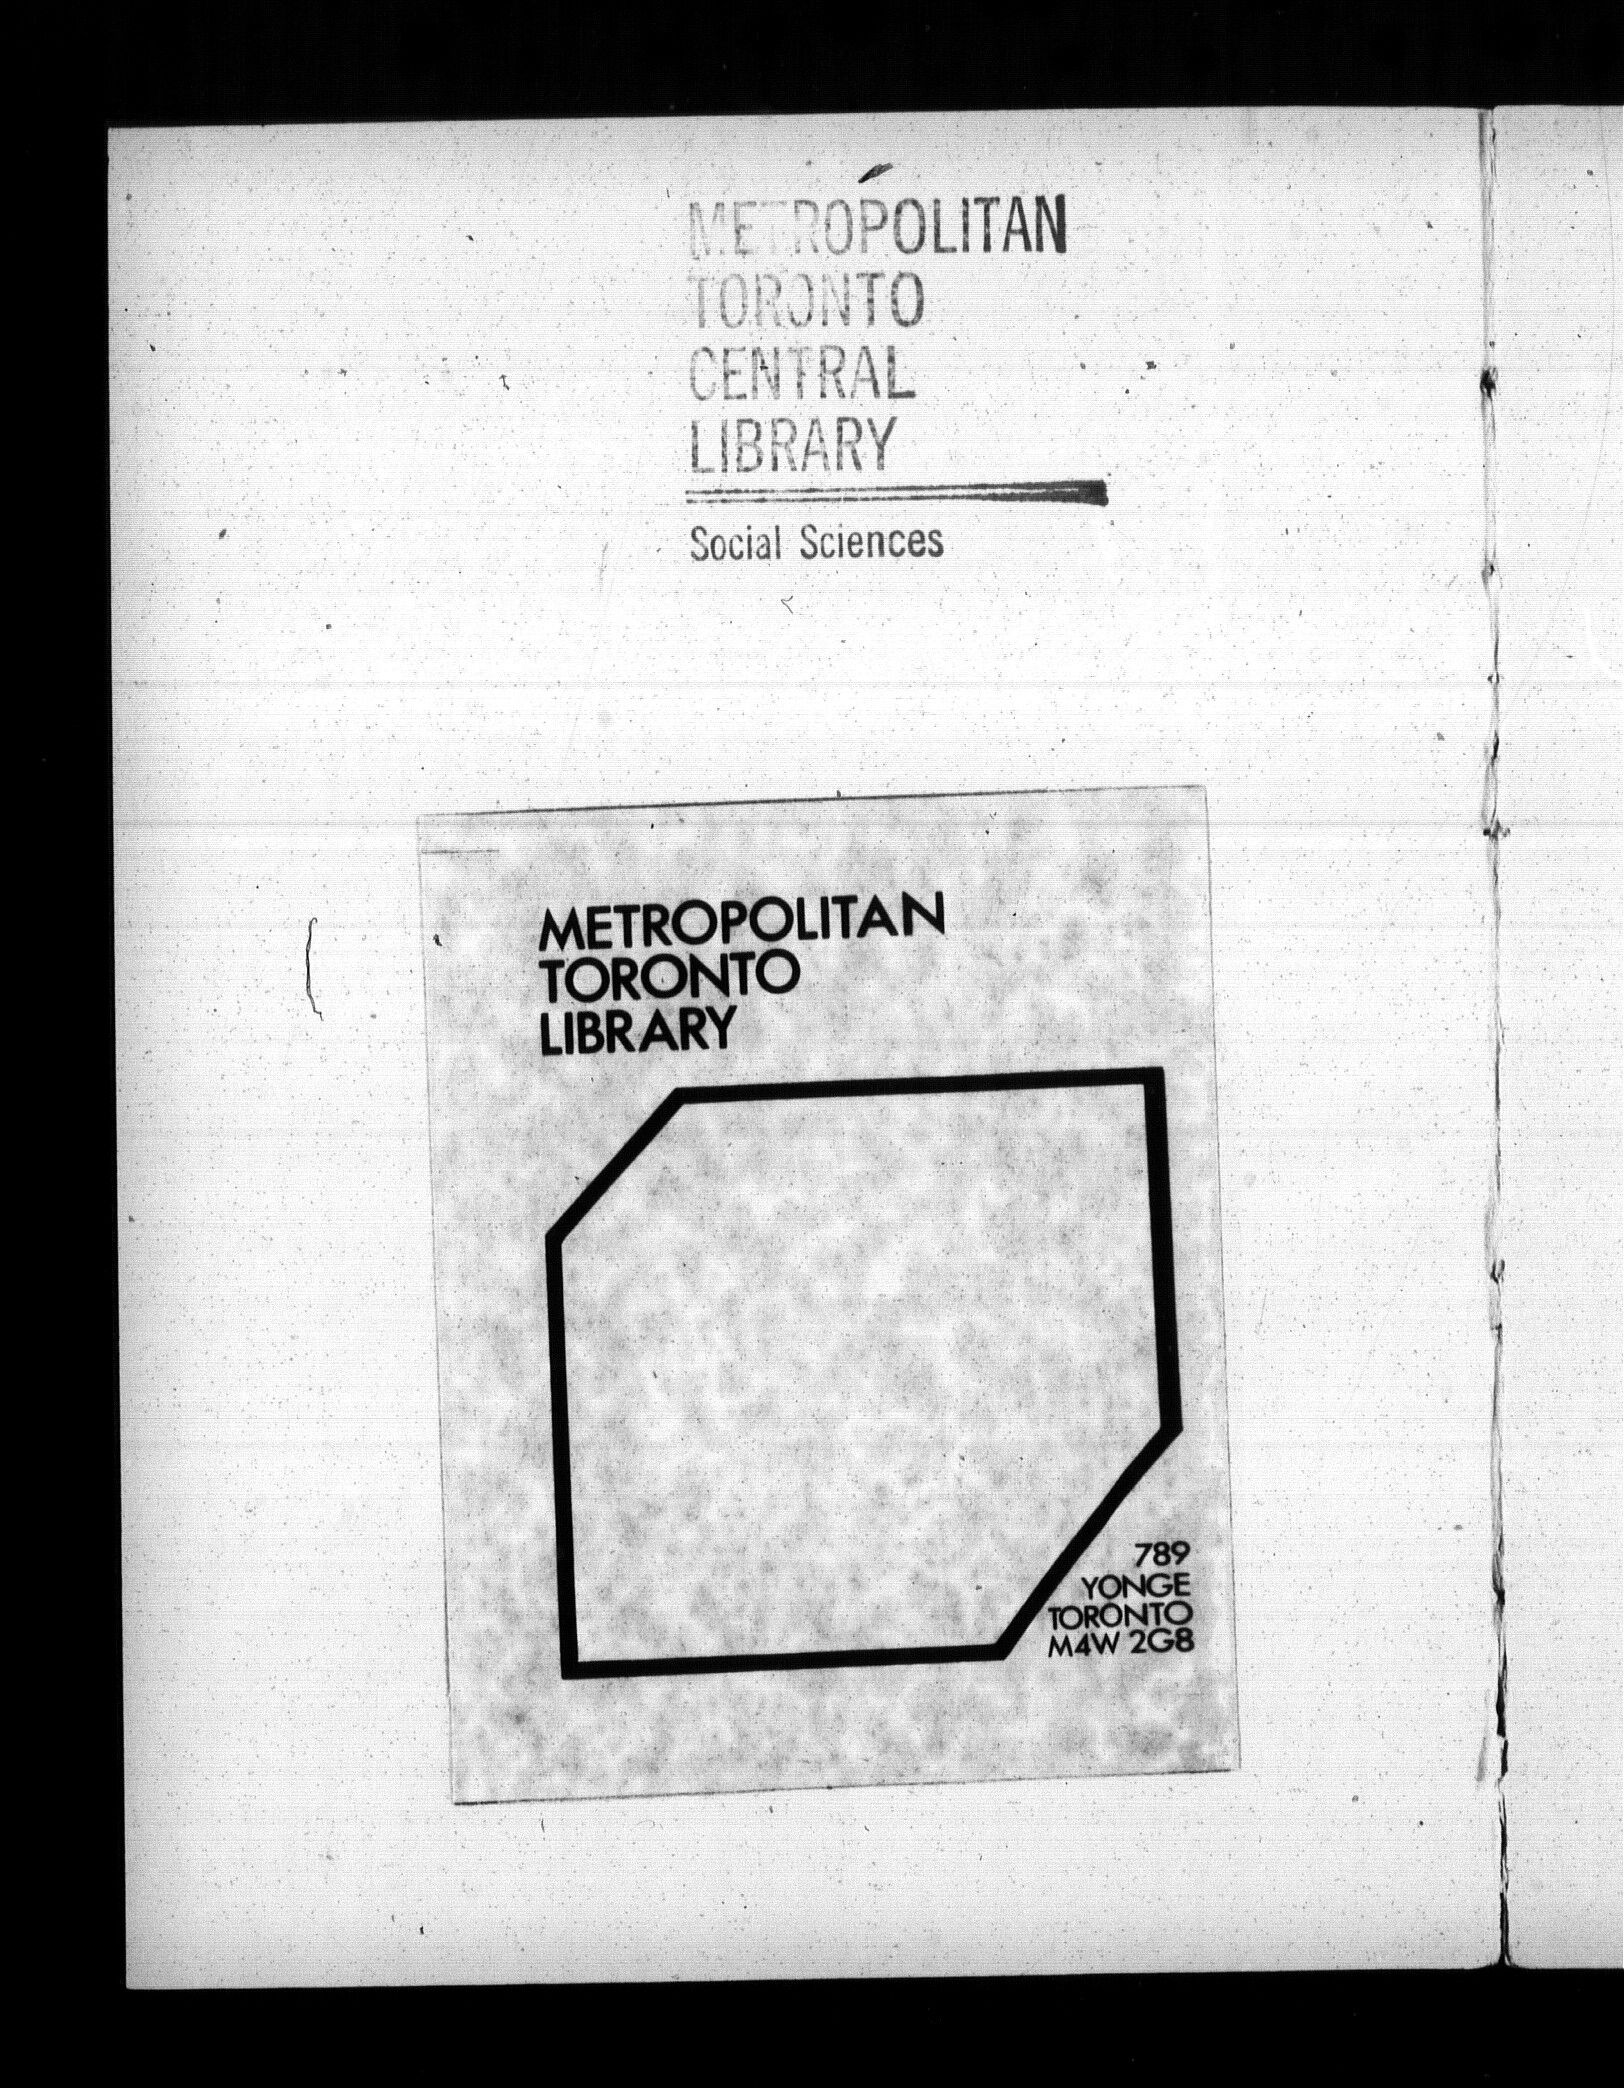 METROPOLITAN
TORONTO
CENTRAL
LIBRARY
Social Sciences
METROPOLITAN
TORONTO
LIBRARY
789
YONGE
TORONTO
M4W 2G8